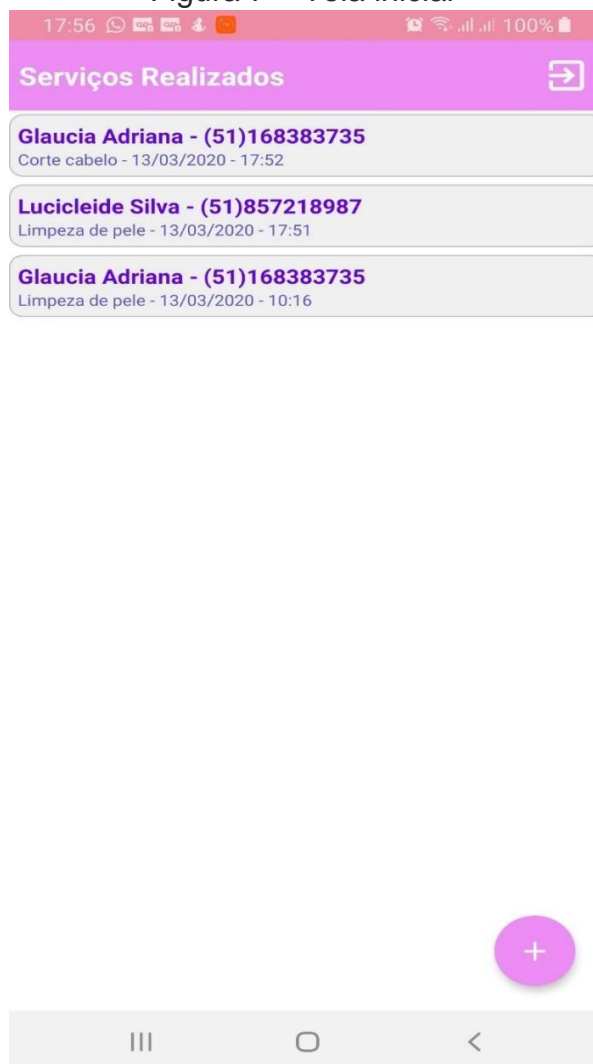 17:56 100%
Serviços Realizados
Glaucia Adriana - (51)168383735
Corte cabelo - 13/03/2020 - 17:52
Lucicleide Silva - (51)857218987
Limpeza de pele - 13/03/2020 - 17:51
Glaucia Adriana - (51)168383735
Limpeza de pele - 13/03/2020 - 10:16
+